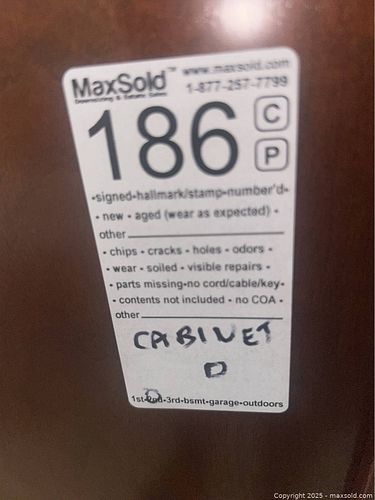 MaxSold™ www.maxsold.com
Downsizing & Estate Sales 1-877-257-7799
186 C
P
•signed•hallmark/stamp•number'd•
• new • aged (wear as expected) •
other
• chips • cracks • holes • odors •
• wear • soiled • visible repairs •
• parts missing•no cord/cable/key•
• contents not included • no COA •
other
CABINET
D
1st•2nd•3rd•bsmt•garage•outdoors
Copyright © 2025 - maxsold.com